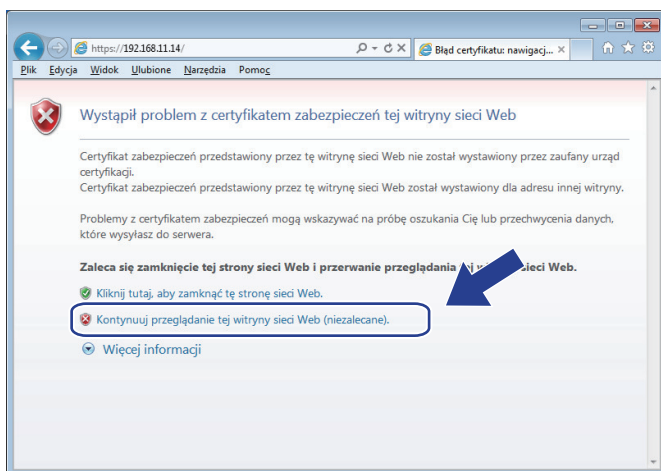 https://192.168.11.14/
Błąd certyfikatu: nawigacj...
Plik Edycja Widok Ulubione Narzędzia Pomoc
Wystąpił problem z certyfikatem zabezpieczeń tej witryny sieci Web
Certyfikat zabezpieczeń przedstawiony przez tę witrynę sieci Web nie został wystawiony przez zaufany urząd
certyfikacji.
Certyfikat zabezpieczeń przedstawiony przez tę witrynę sieci Web został wystawiony dla adresu innej witryny.
Problemy z certyfikatem zabezpieczeń mogą wskazywać na próbę oszukania Cię lub przechwycenia danych,
które wysyłasz do serwera.
Zaleca się zamknięcie tej strony sieci Web i przerwanie przeglądania sieci Web.
Kliknij tutaj, aby zamknąć tę stronę sieci Web.
Kontynuuj przeglądanie tej witryny sieci Web (niezalecane).
Więcej informacji